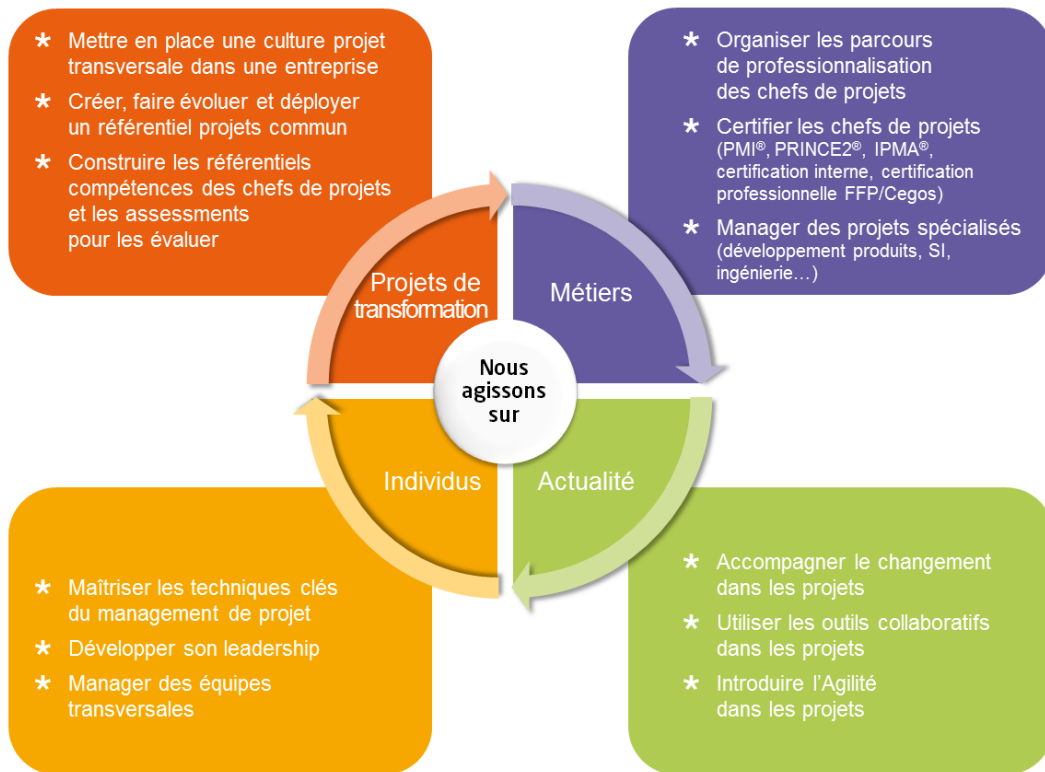 * Mettre en place une culture projet
transversale dans une entreprise
* Créer, faire évoluer et déployer
un référentiel projets commun
* Construire les référentiels
compétences des chefs de projets
et les assessments
pour les évaluer
* Organiser les parcours
de professionnalisation
des chefs de projets
* Certifier les chefs de projets
(PMI®, PRINCE2®, IPMA®,
certification interne, certification
professionnelle FFP/Cegos)
* Manager des projets spécialisés
(développement produits, SI,
ingénierie…)
Projets de
transformation
Métiers
Nous
agissons
sur
Individus
Actualité
* Maîtriser les techniques clés
du management de projet
* Développer son leadership
* Manager des équipes
transversales
* Accompagner le changement
dans les projets
* Utiliser les outils collaboratifs
dans les projets
* Introduire l’Agilité
dans les projets